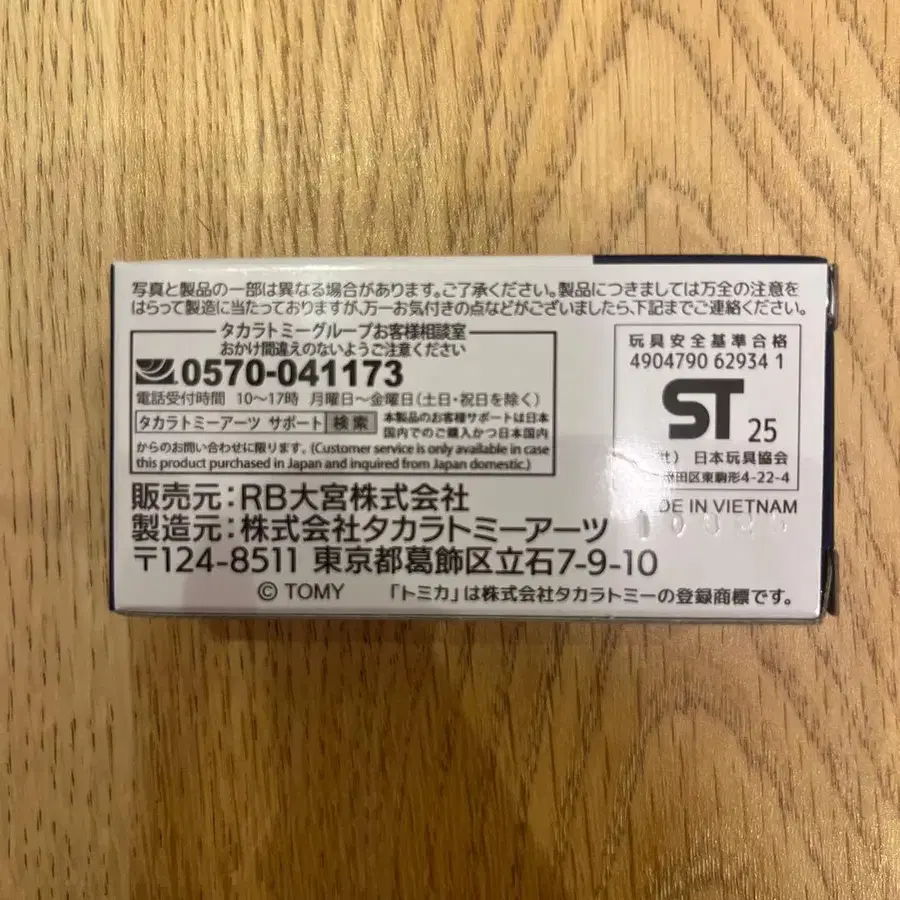 写真と製品の一部は異なる場合があります。ご了承ください。製品につきましては万全の注意を
はらって製造に当たっておりますが、万一お気付きの点などがございましたら、下記までご連絡ください。
タカラトミーグループお客様相談室
おかけ間違えのないようご注意ください
0570-041173
電話受付時間 10～17時 月曜日～金曜日(土日・祝日を除く)
タカラトミーアーツ サポート 検索
本製品のお客様サポートは日本
国内でのご購入かつ日本国内
からのお問い合わせに限ります。(Customer service is only available in case
this product purchased in Japan and inquired from Japan domestic.)
玩具安全基準合格
4904790 62934 1
ST 25
社) 日本玩具協会
田区東駒形4-22-4
DE IN VIETNAM
販売元：RB大宮株式会社
製造元：株式会社タカラトミーアーツ
〒124-8511 東京都葛飾区立石7-9-10
© TOMY 「トミカ」は株式会社タカラトミーの登録商標です。